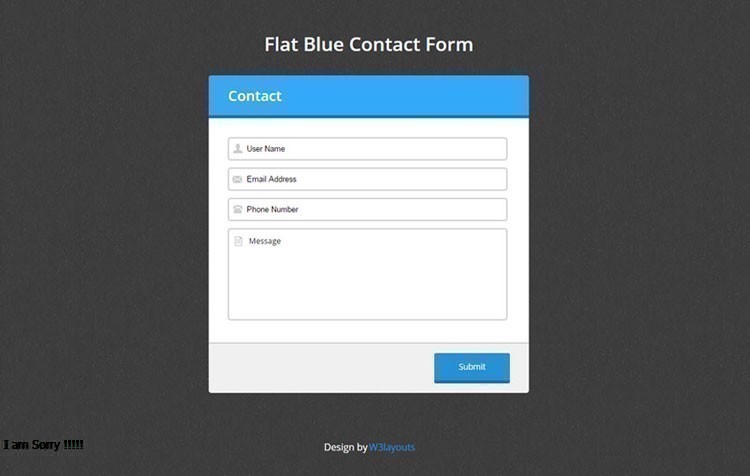 Flat Blue Contact Form
Contact
User Name
Email Address
Phone Number
Message
Submit
I am Sorry !!!!!
Design by W3layouts